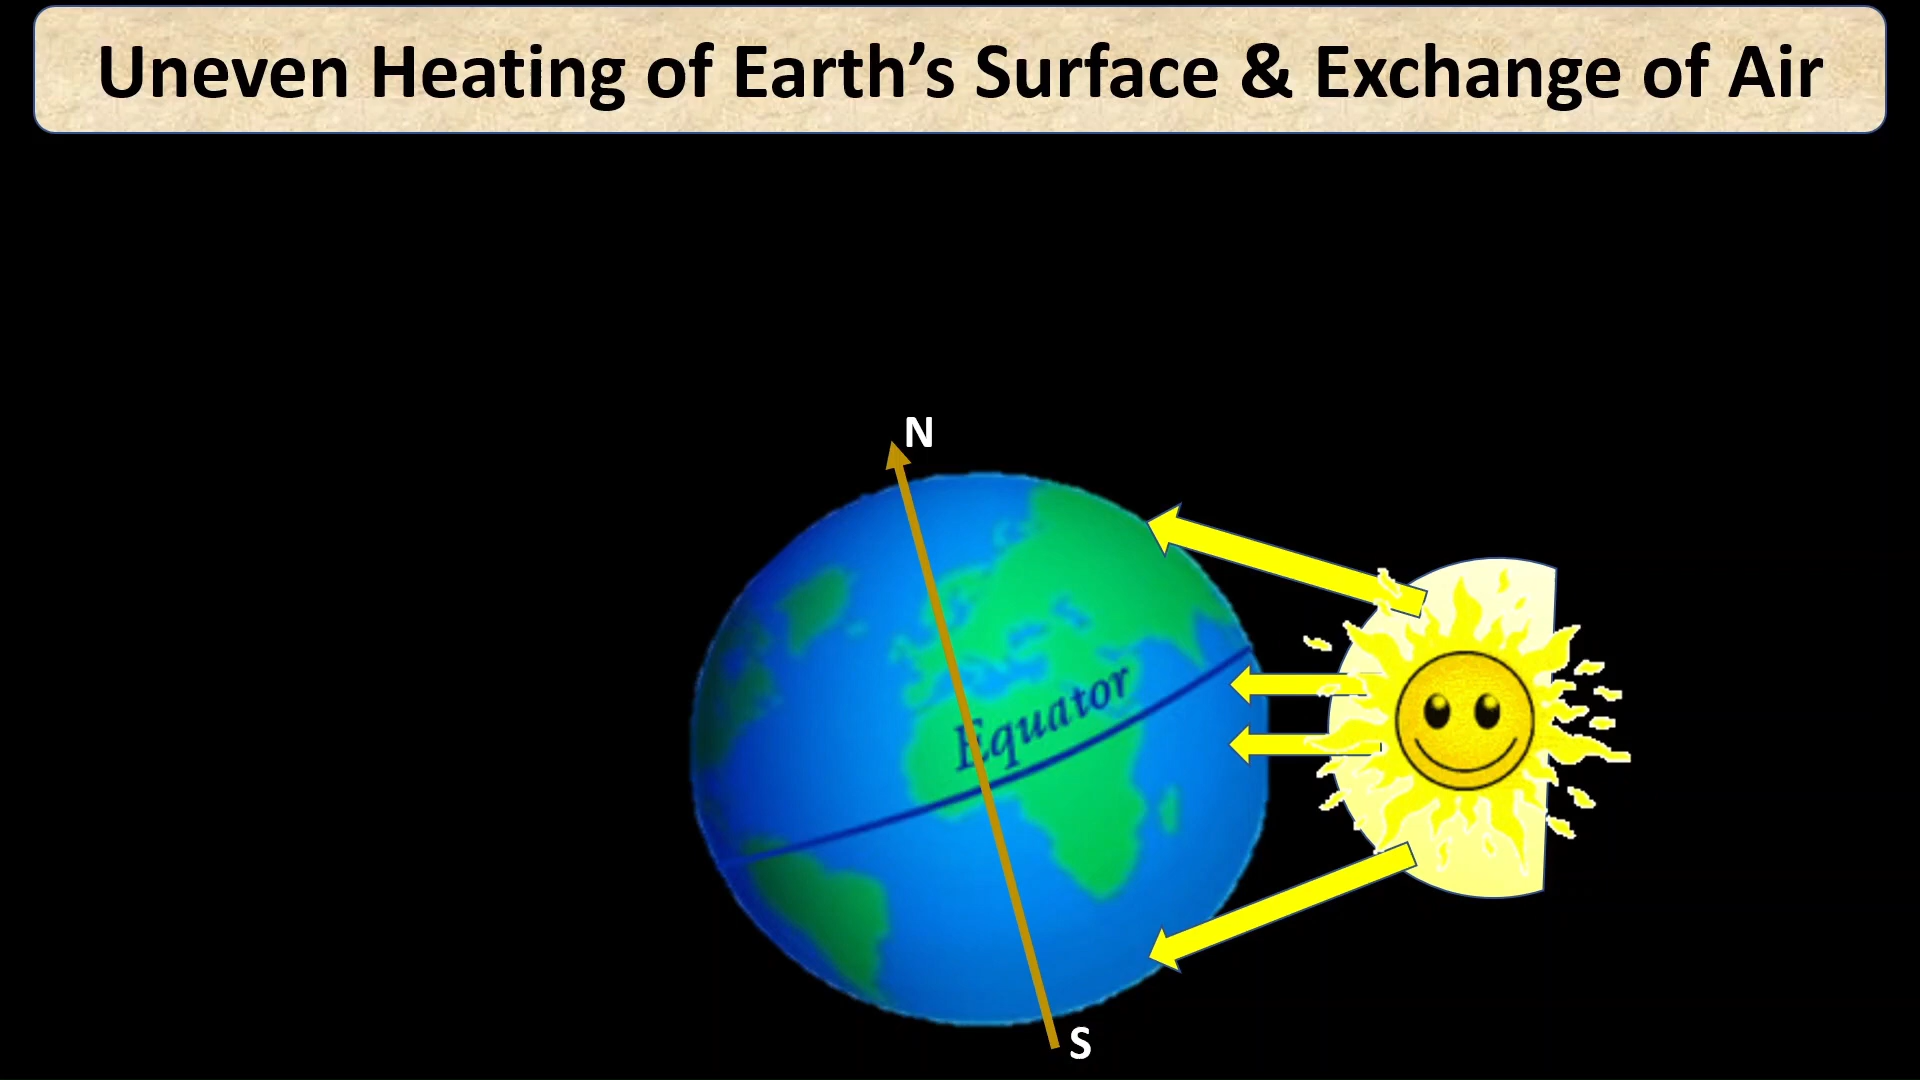 Uneven Heating of Earth’s Surface & Exchange of Air
N
Equator
S